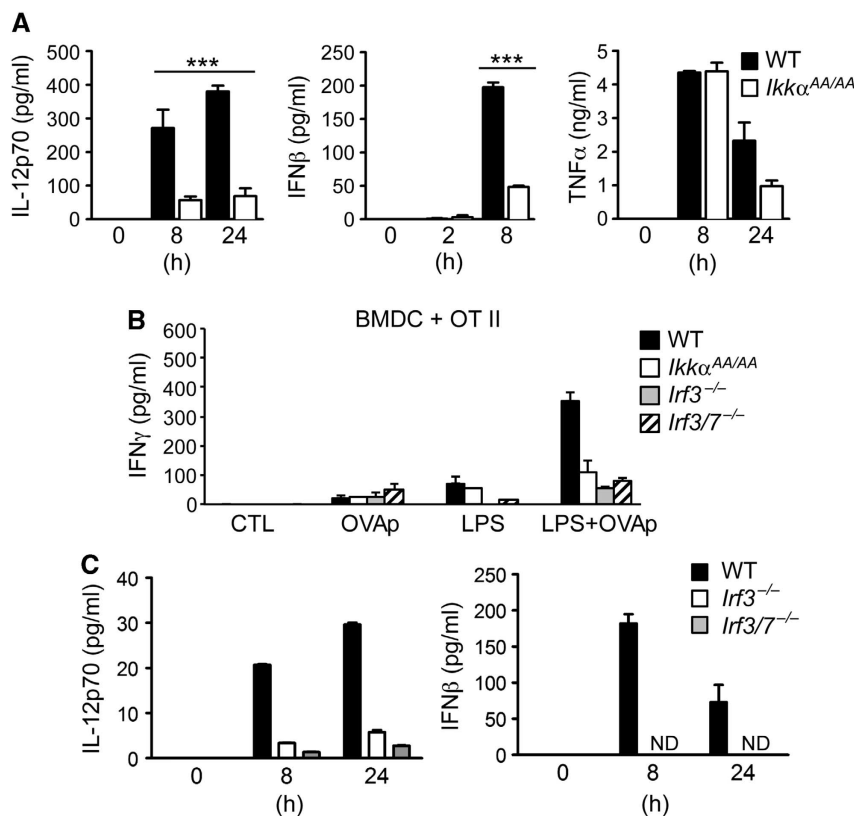 A
IL-12p70 (pg/ml)
500
400
300
200
100
0
***
0 8 24
(h)
IFNβ (pg/ml)
250
200
150
100
50
0
***
0 2 8
(h)
TNFα (ng/ml)
5
4
3
2
1
0
0 8 24
(h)
WT
Ikkα^AA/AA
B
BMDC + OT II
IFNγ (pg/ml)
600
500
400
300
200
100
0
CTL OVAp LPS LPS+OVAp
WT
Ikkα^AA/AA
Irf3^−/−
Irf3/7^−/−
C
IL-12p70 (pg/ml)
40
30
20
10
0
0 8 24
(h)
IFNβ (pg/ml)
250
200
150
100
50
0
ND ND
0 8 24
(h)
WT
Irf3^−/−
Irf3/7^−/−